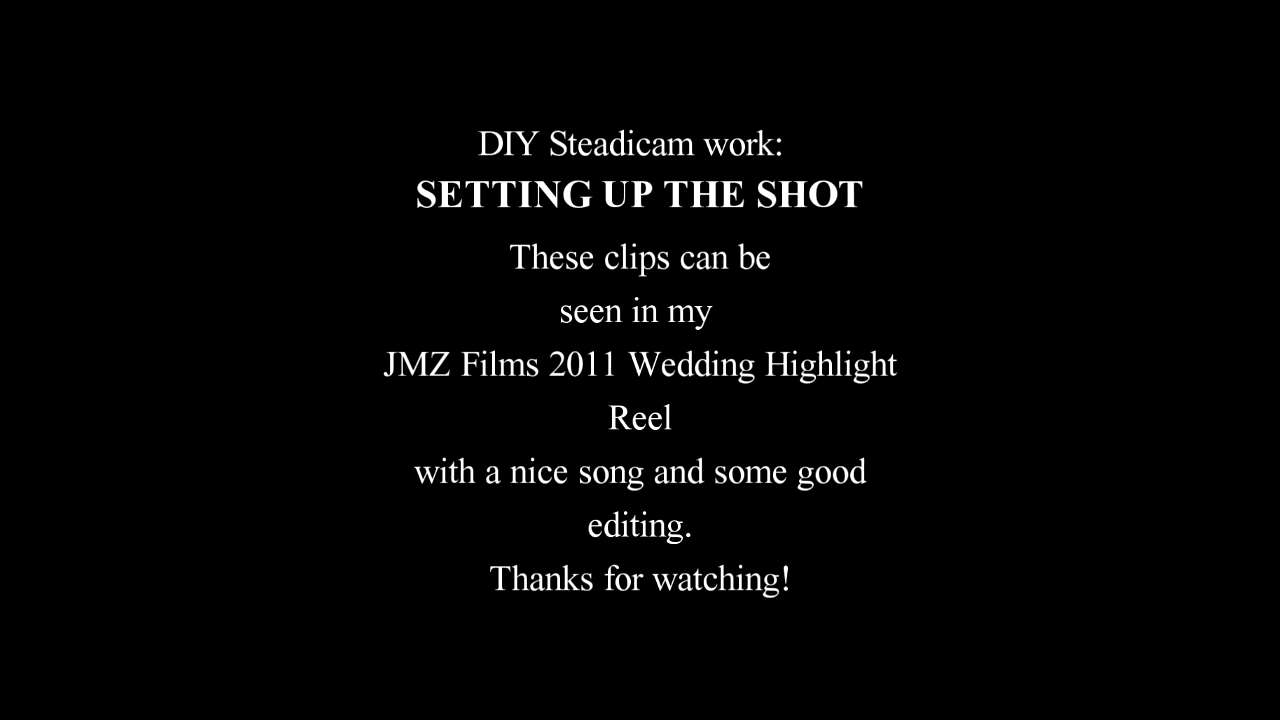 DIY Steadicam work:
SETTING UP THE SHOT
These clips can be
seen in my
JMZ Films 2011 Wedding Highlight
Reel
with a nice song and some good
editing.
Thanks for watching!